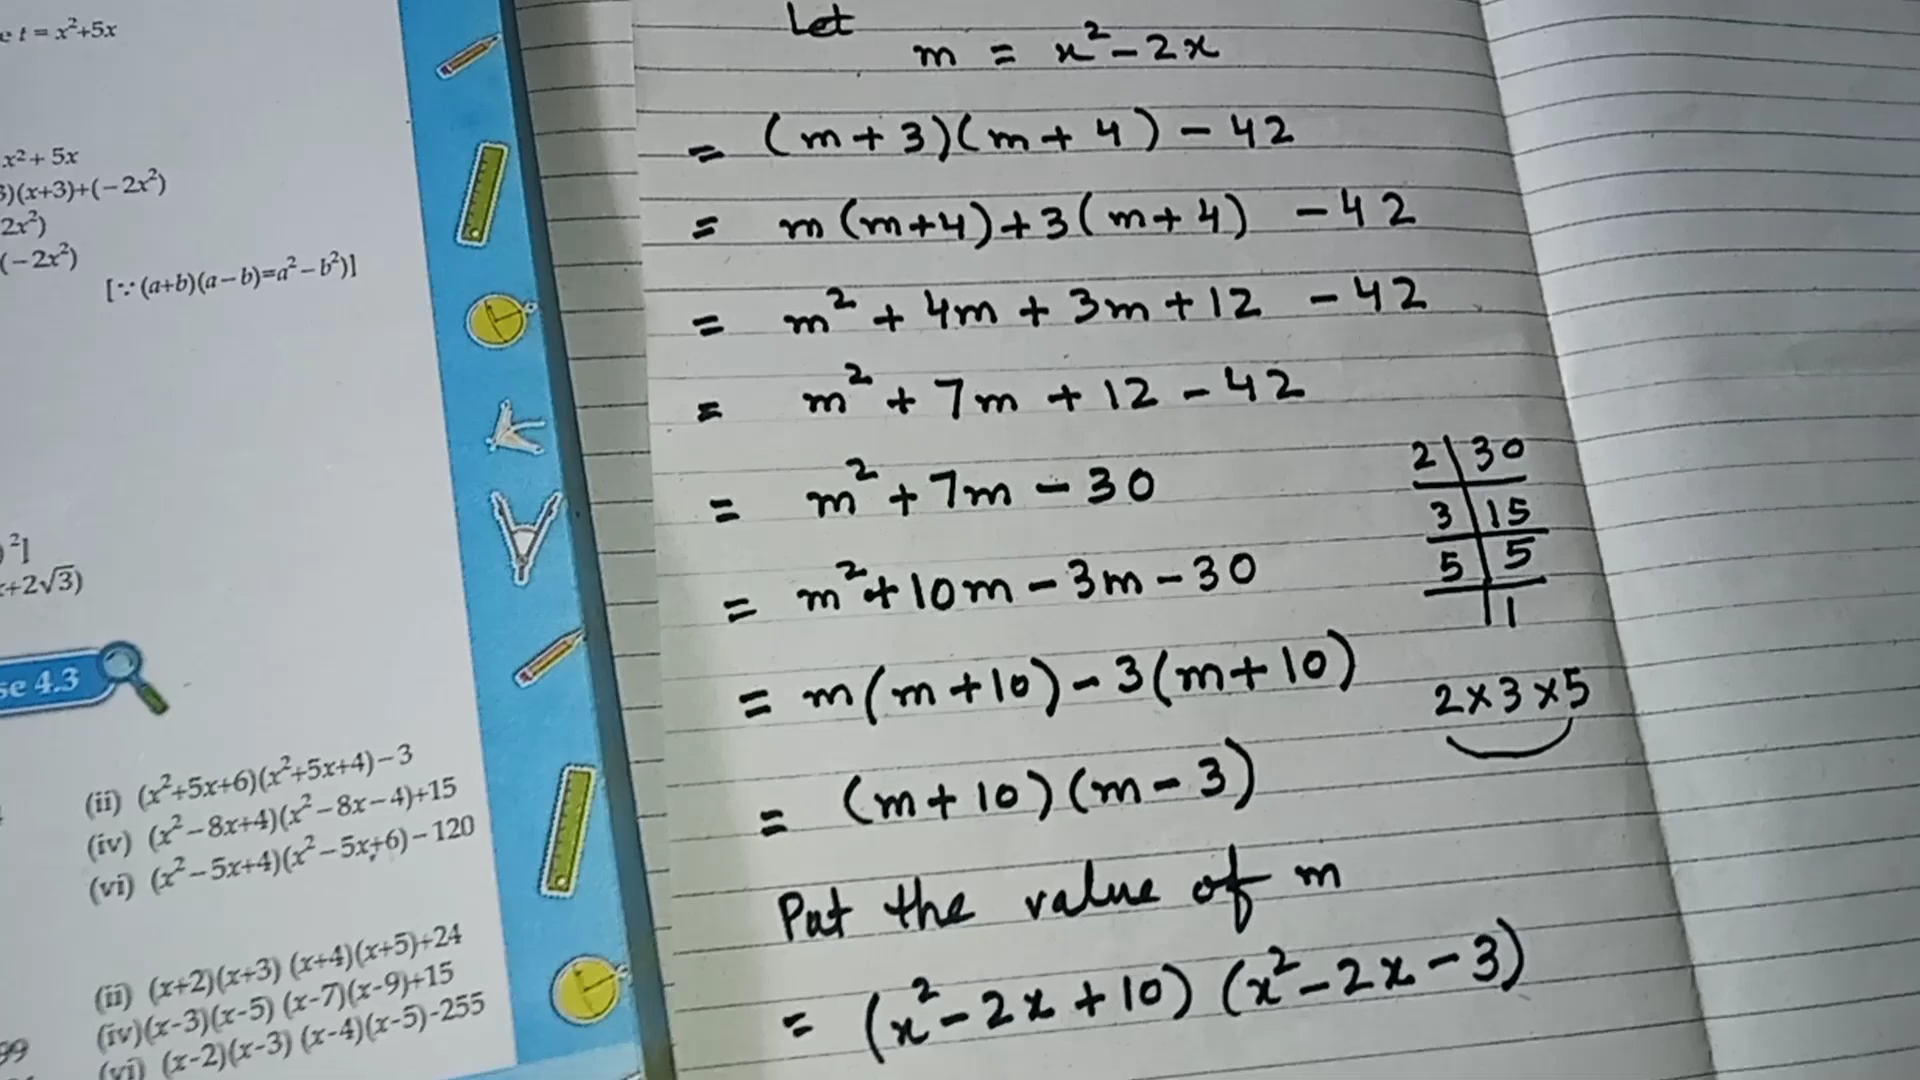 t = x²+5x
x²+ 5x
)(x+3)+(−2x²)
2x²)
(−2x²)
[∵ (a+b)(a−b)=a²−b²)]
²]
+2√3)
se 4.3
(ii) (x²+5x+6)(x²+5x+4)−3
(iv) (x²−8x+4)(x²−8x−4)+15
(vi) (x²−5x+4)(x²−5x+6)−120
(ii) (x+2)(x+3) (x+4)(x+5)+24
(iv)(x-3)(x-5) (x-7)(x-9)+15
99
(vi) (x-2)(x-3) (x-4)(x-5)-255
Let
m = x² − 2x
= (m + 3)(m + 4) − 42
= m(m+4)+3(m+4) −42
= m² + 4m + 3m + 12 − 42
= m² + 7m + 12 − 42
= m² + 7m − 30
= m² + 10m − 3m − 30
= m(m+10) − 3(m+10)
= (m+10)(m−3)
Put the value of m
= (x² − 2x + 10) (x² − 2x − 3)
2 | 30
3 | 15
5 | 5
| 1
2×3×5